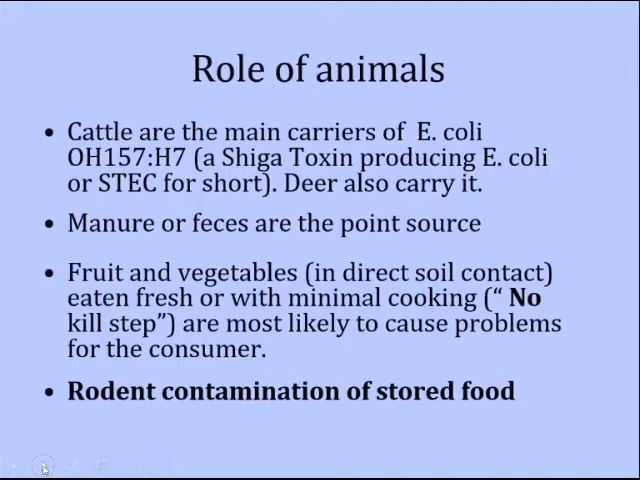 Role of animals
• Cattle are the main carriers of E. coli
OH157:H7 (a Shiga Toxin producing E. coli
or STEC for short). Deer also carry it.
• Manure or feces are the point source
• Fruit and vegetables (in direct soil contact)
eaten fresh or with minimal cooking (“ No
kill step”) are most likely to cause problems
for the consumer.
• Rodent contamination of stored food